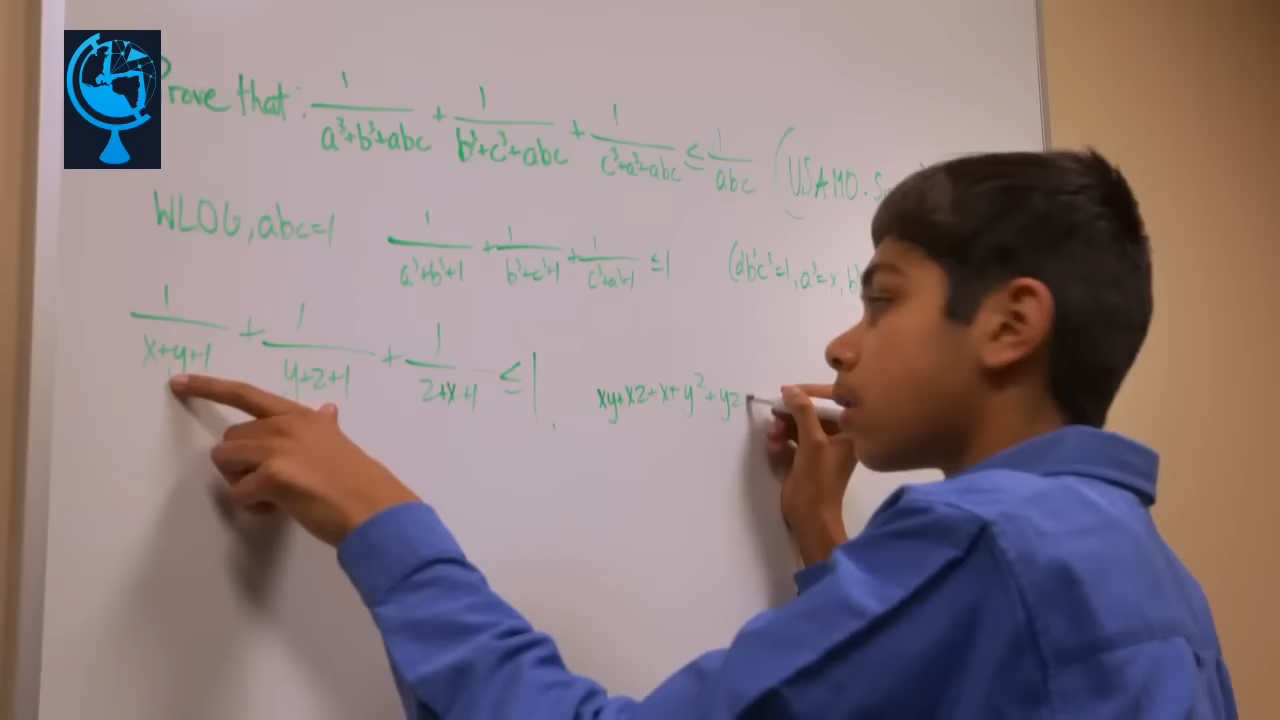 Prove that: 1/(a³+b³+abc) + 1/(b³+c³+abc) + 1/(c³+a³+abc) ≤ 1/abc (USAMO:
WLOG, abc=1 1/(a³+b³+1) + 1/(b³+c³+1) + 1/(c³+a³+1) ≤1 (a³b³c³=1, a³=x, b³
1/(x+y+1) + 1/(y+z+1) + 1/(z+x+1) ≤ 1 xy+xz+x+y²+yz